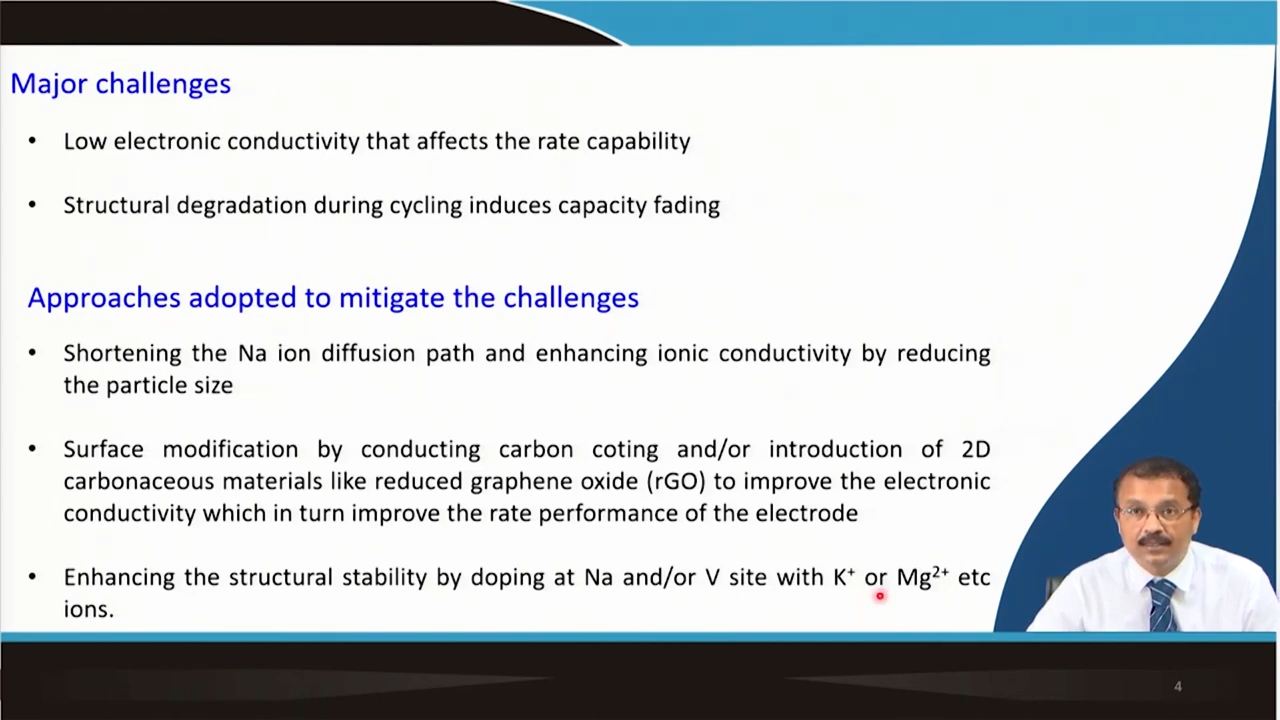 Major challenges
• Low electronic conductivity that affects the rate capability
• Structural degradation during cycling induces capacity fading
Approaches adopted to mitigate the challenges
• Shortening the Na ion diffusion path and enhancing ionic conductivity by reducing
the particle size
• Surface modification by conducting carbon coting and/or introduction of 2D
carbonaceous materials like reduced graphene oxide (rGO) to improve the electronic
conductivity which in turn improve the rate performance of the electrode
• Enhancing the structural stability by doping at Na and/or V site with K⁺ or Mg²⁺ etc
ions.
4